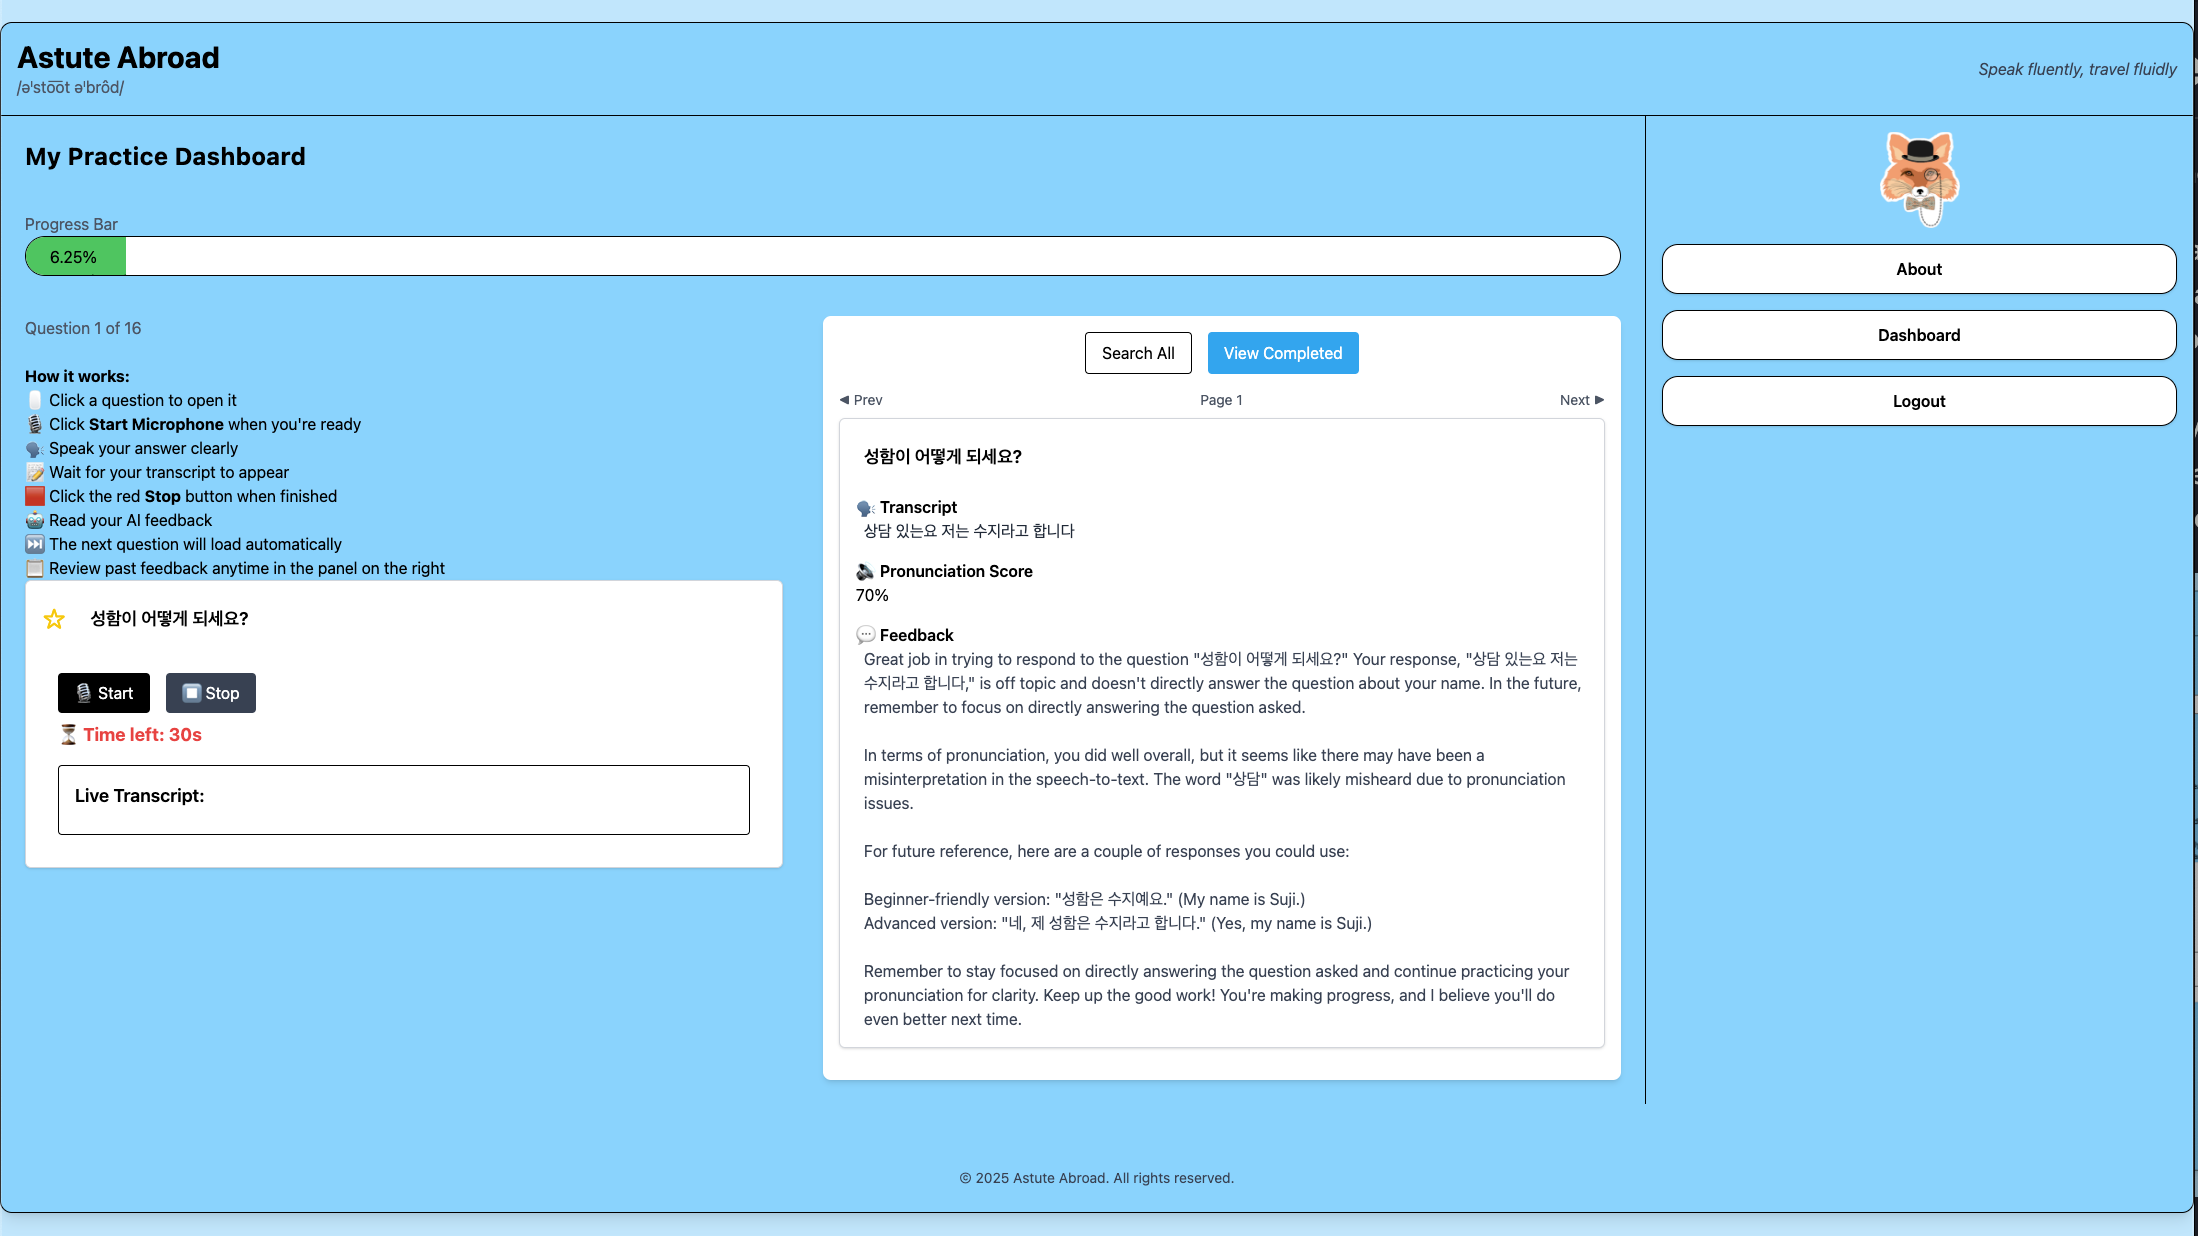 Astute Abroad
/əˈsto͞ot əˈbrôd/
Speak fluently, travel fluidly
My Practice Dashboard
Progress Bar
6.25%
Question 1 of 16
How it works:
Click a question to open it
🎙️ Click Start Microphone when you're ready
🗣️ Speak your answer clearly
📝 Wait for your transcript to appear
🟥 Click the red Stop button when finished
🤖 Read your AI feedback
⏭️ The next question will load automatically
Review past feedback anytime in the panel on the right
성함이 어떻게 되세요?
🎙️ Start
⏹️ Stop
⏳ Time left: 30s
Live Transcript:
Search All
View Completed
◀ Prev
Page 1
Next ▶
성함이 어떻게 되세요?
🗣️ Transcript
상담 있는요 저는 수지라고 합니다
🔈 Pronunciation Score
70%
💬 Feedback
Great job in trying to respond to the question "성함이 어떻게 되세요?" Your response, "상담 있는요 저는
수지라고 합니다," is off topic and doesn't directly answer the question about your name. In the future,
remember to focus on directly answering the question asked.
In terms of pronunciation, you did well overall, but it seems like there may have been a
misinterpretation in the speech-to-text. The word "상담" was likely misheard due to pronunciation
issues.
For future reference, here are a couple of responses you could use:
Beginner-friendly version: "성함은 수지예요." (My name is Suji.)
Advanced version: "네, 제 성함은 수지라고 합니다." (Yes, my name is Suji.)
Remember to stay focused on directly answering the question asked and continue practicing your
pronunciation for clarity. Keep up the good work! You're making progress, and I believe you'll do
even better next time.
About
Dashboard
Logout
© 2025 Astute Abroad. All rights reserved.